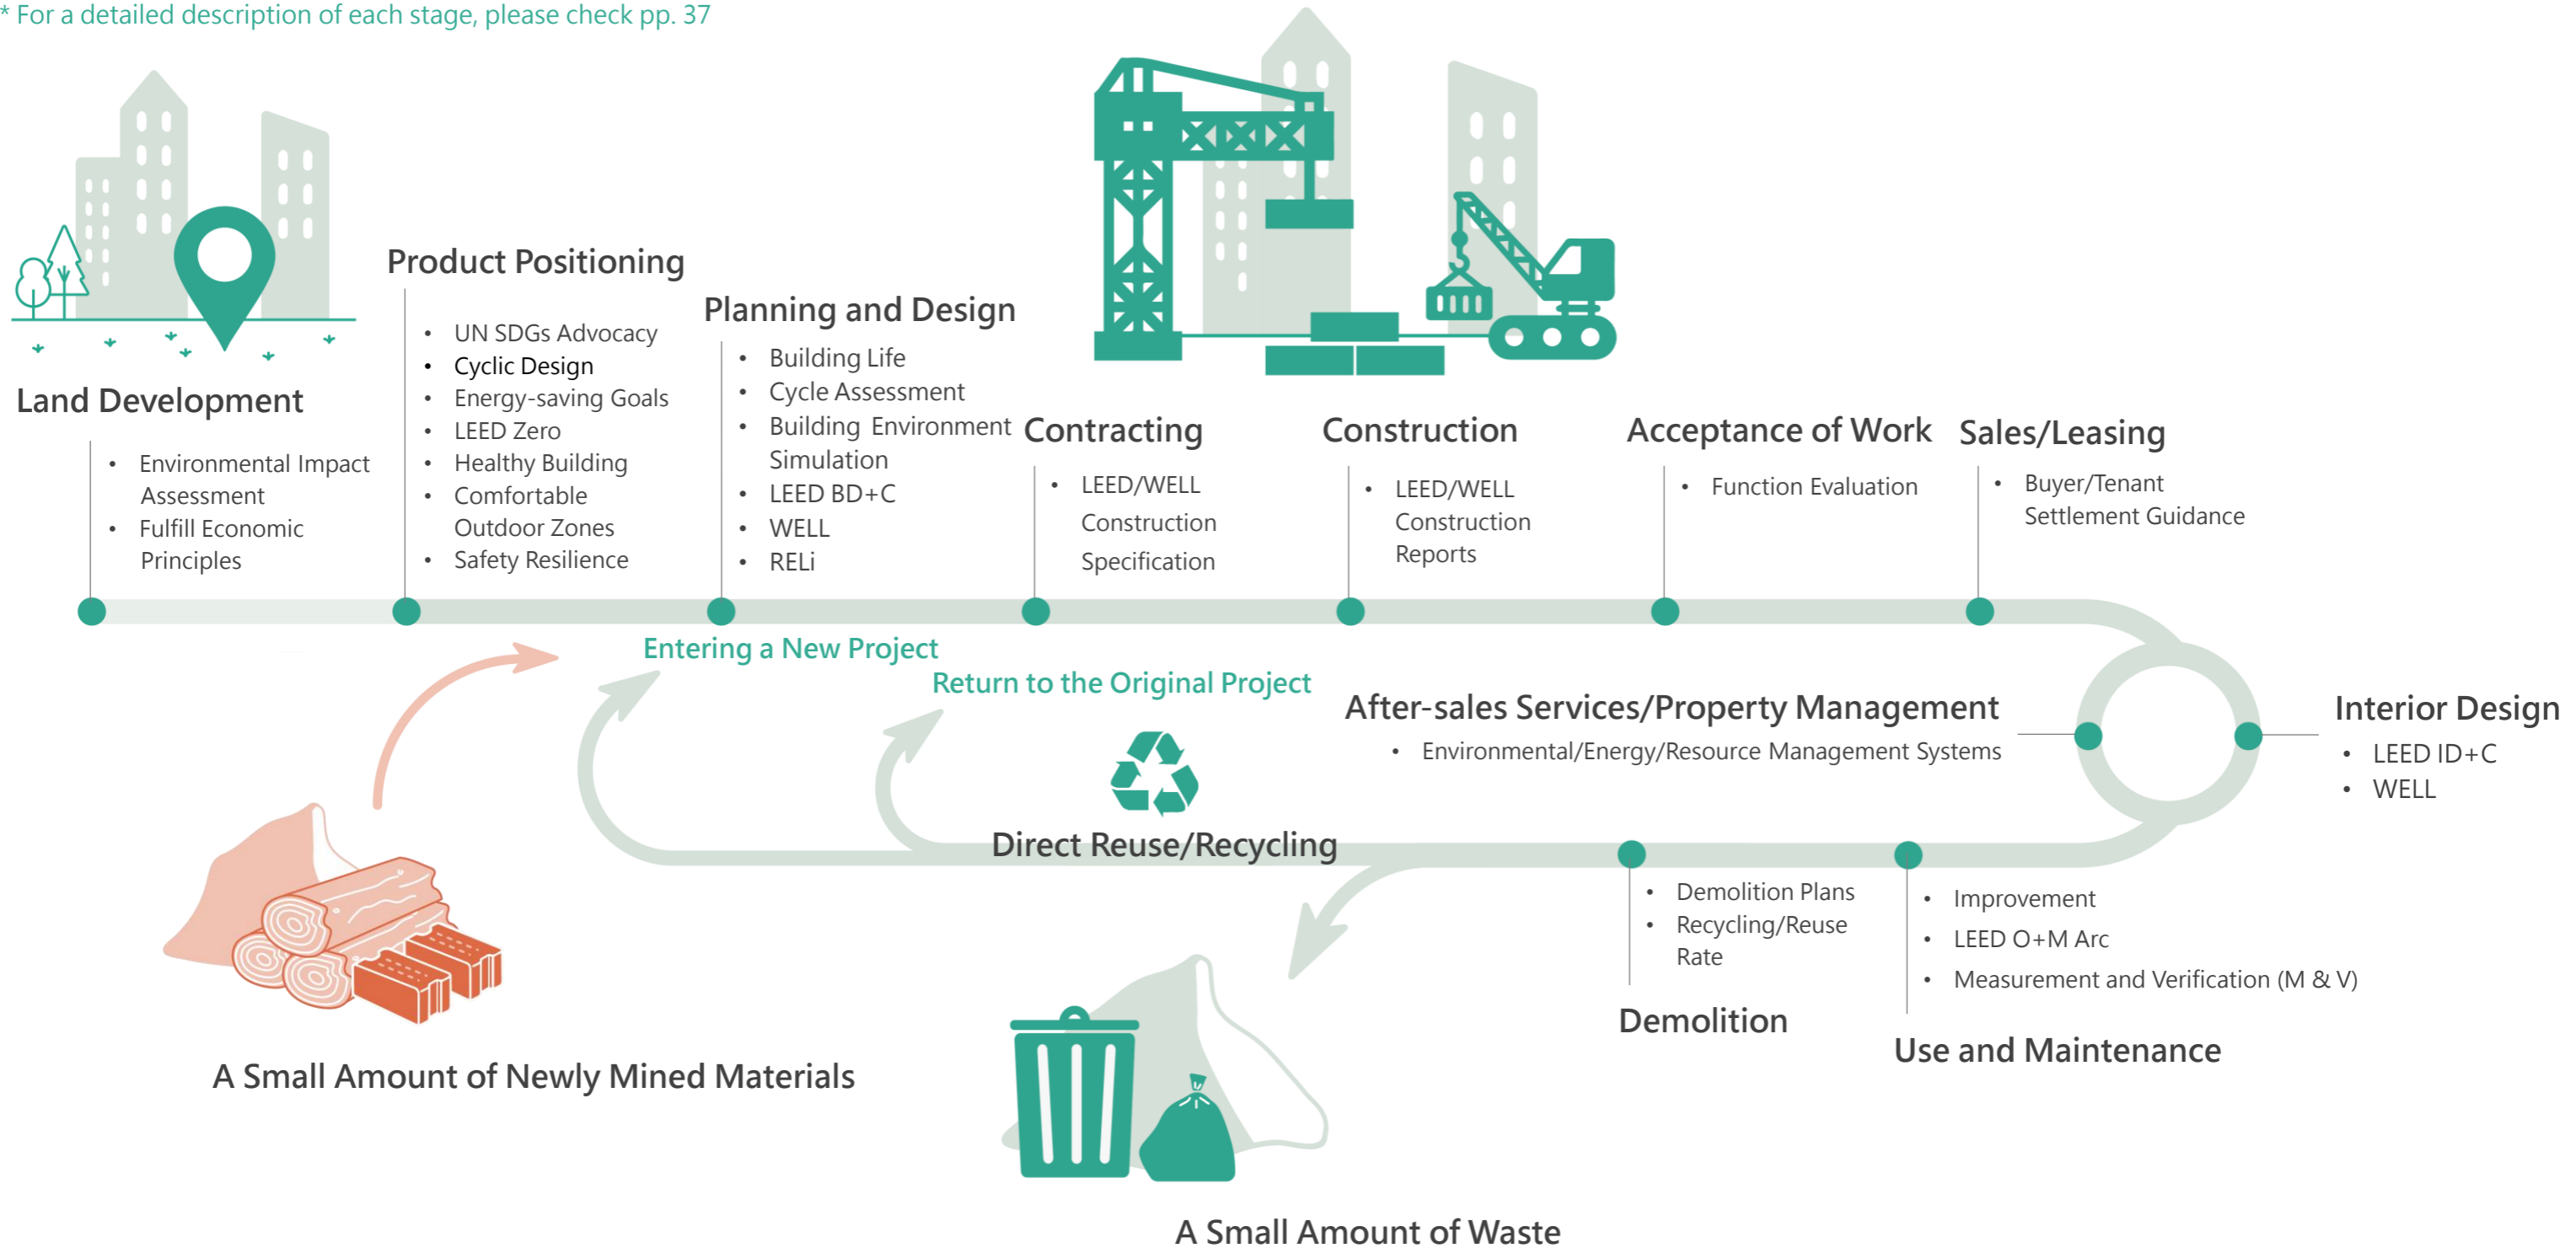 * For a detailed description of each stage, please check pp. 37
Land Development
• Environmental Impact
Assessment
• Fulfill Economic
Principles
Product Positioning
• UN SDGs Advocacy
• Cyclic Design
• Energy-saving Goals
• LEED Zero
• Healthy Building
• Comfortable
Outdoor Zones
• Safety Resilience
Planning and Design
• Building Life
• Cycle Assessment
• Building Environment
Simulation
• LEED BD+C
• WELL
• RELi
Contracting
• LEED/WELL
Construction
Specification
Construction
• LEED/WELL
Construction
Reports
Acceptance of Work
• Function Evaluation
Sales/Leasing
• Buyer/Tenant
Settlement Guidance
Entering a New Project
Return to the Original Project
After-sales Services/Property Management
• Environmental/Energy/Resource Management Systems
Interior Design
• LEED ID+C
• WELL
Direct Reuse/Recycling
• Demolition Plans
• Recycling/Reuse
Rate
Demolition
• Improvement
• LEED O+M Arc
• Measurement and Verification (M & V)
Use and Maintenance
A Small Amount of Newly Mined Materials
A Small Amount of Waste